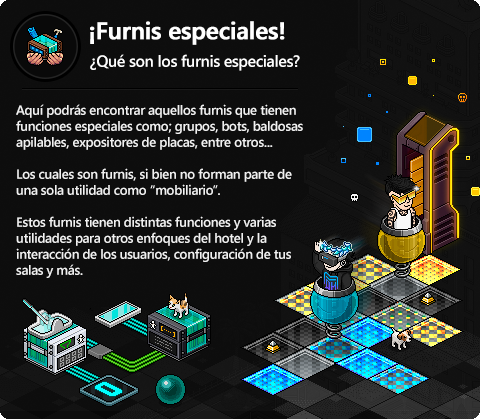 ¡Furnis especiales!
¿Qué son los furnis especiales?
Aquí podrás encontrar aquellos furnis que tienen
funciones especiales como; grupos, bots, baldosas
apilables, expositores de placas, entre otros...
Los cuales son furnis, si bien no forman parte de
una sola utilidad como “mobiliario”.
Estos furnis tienen distintas funciones y varias
utilidades para otros enfoques del hotel y la
interacción de los usuarios, configuración de tus
salas y más.